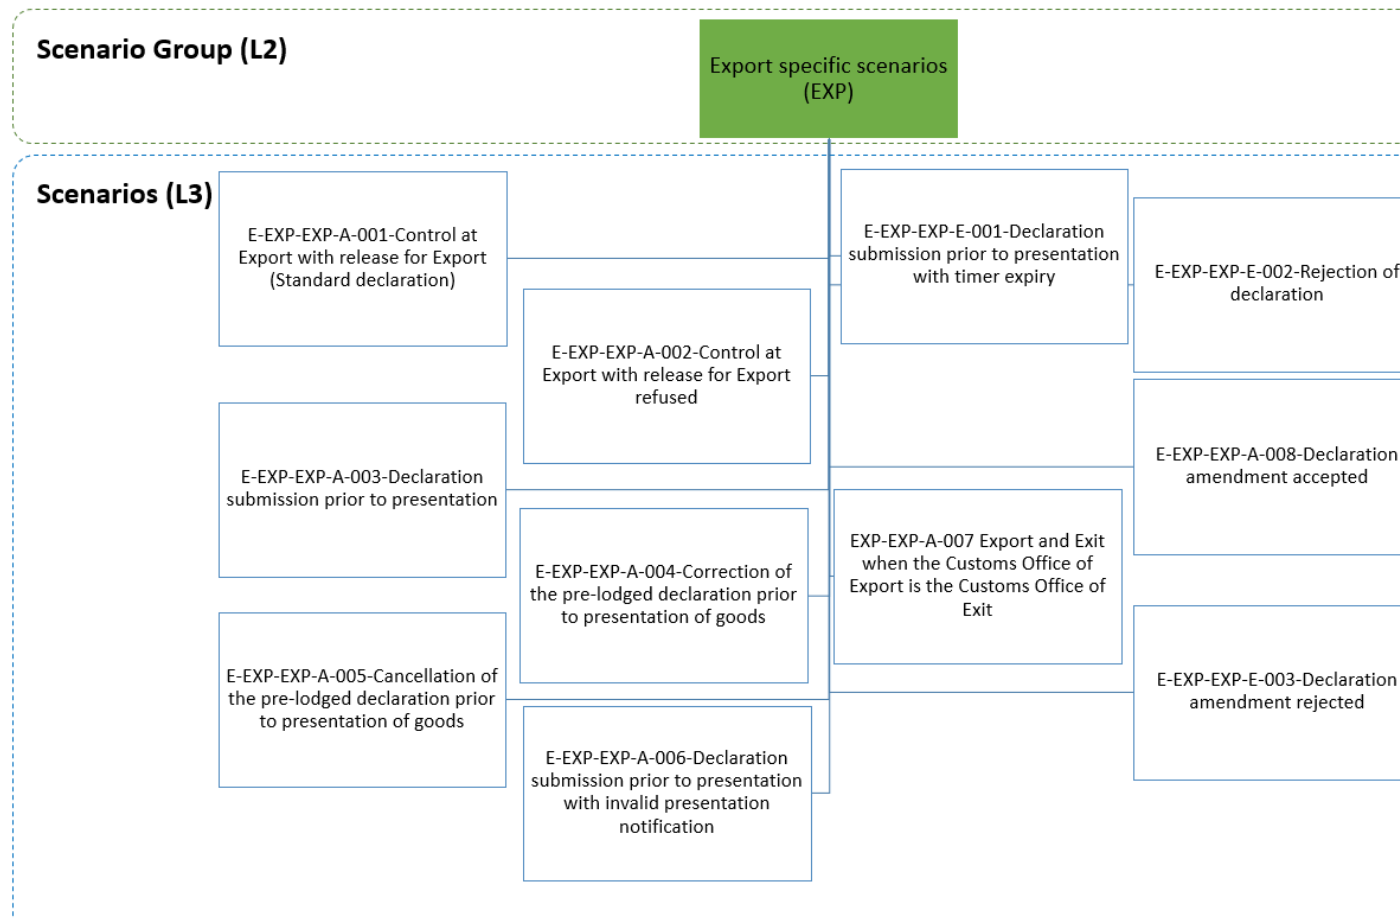 Scenario Group (L2)
Export specific scenarios
(EXP)
Scenarios (L3)
E-EXP-EXP-A-001-Control at
Export with release for Export
(Standard declaration)
E-EXP-EXP-A-002-Control at
Export with release for Export
refused
E-EXP-EXP-A-003-Declaration
submission prior to presentation
E-EXP-EXP-A-004-Correction of
the pre-lodged declaration prior
to presentation of goods
E-EXP-EXP-A-005-Cancellation of
the pre-lodged declaration prior
to presentation of goods
E-EXP-EXP-A-006-Declaration
submission prior to presentation
with invalid presentation
notification
E-EXP-EXP-E-001-Declaration
submission prior to presentation
with timer expiry
E-EXP-EXP-E-002-Rejection of
declaration
E-EXP-EXP-A-008-Declaration
amendment accepted
EXP-EXP-A-007 Export and Exit
when the Customs Office of
Export is the Customs Office of
Exit
E-EXP-EXP-E-003-Declaration
amendment rejected